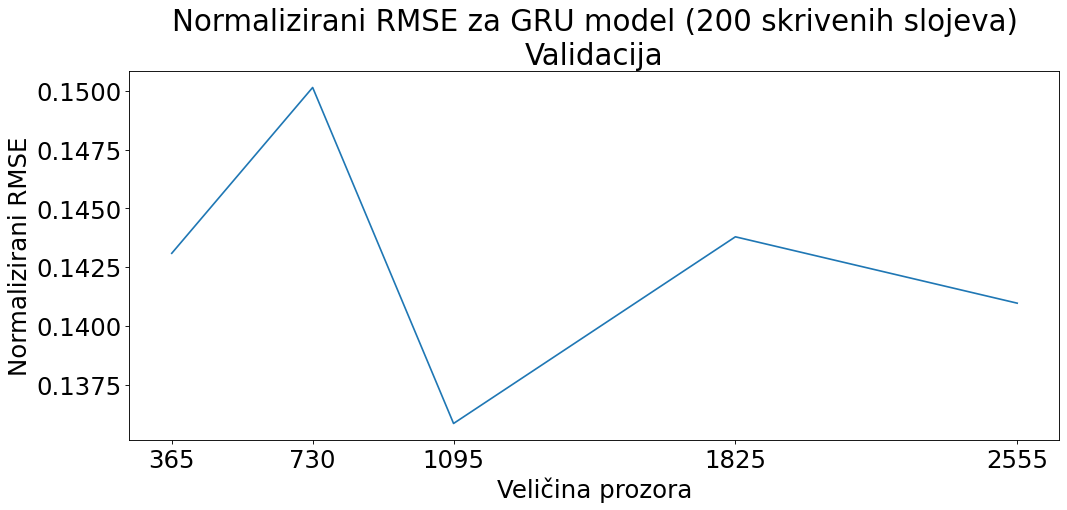 Normalizirani RMSE za GRU model (200 skrivenih slojeva)
Validacija
Normalizirani RMSE
0.1500
0.1475
0.1450
0.1425
0.1400
0.1375
365 730 1095 1825 2555
Veličina prozora